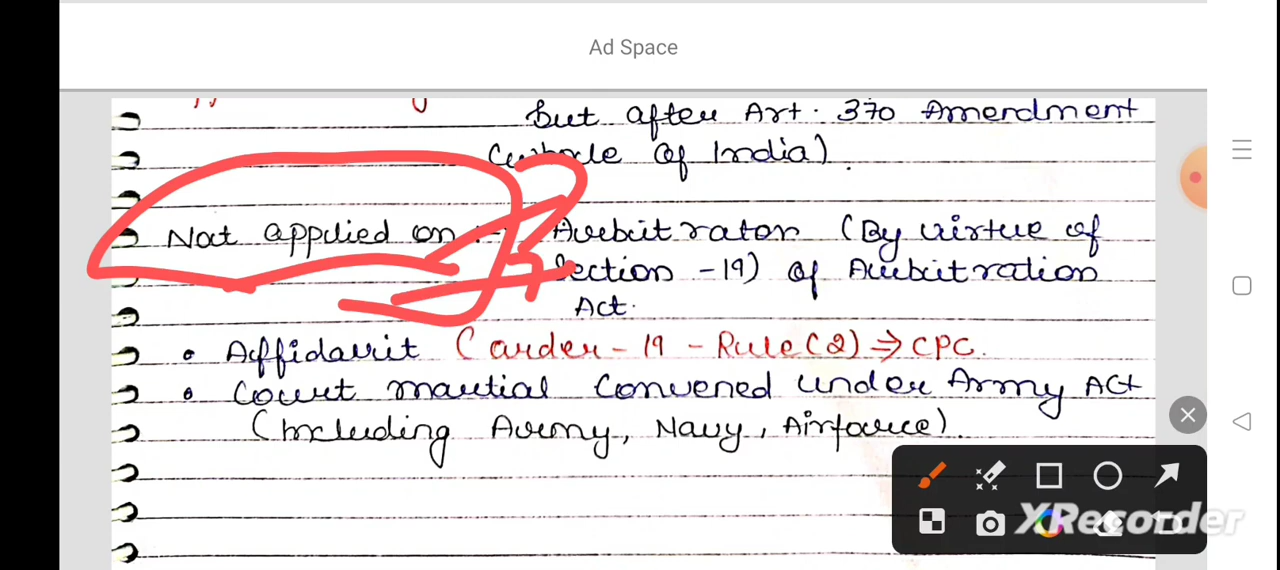 Ad Space
But after Art. 370 Amendment
(whole of India).
Not applied on :- Arbitrator (By virtue of
Section -19) of Arbitration
Act.
• Affidavit (order - 19 - Rule (2) ⇒ CPC.
• Court martial Convened under Army Act
(Including Army, Navy, Airforce).
XRecorder